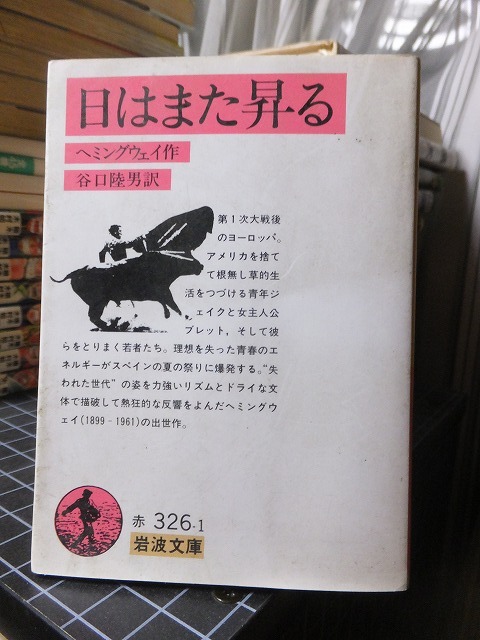 日はまた昇る
ヘミングウェイ作
谷口陸男訳
第1次大戦後
のヨーロッパ。
アメリカを捨て
て根無し草的生
活をつづける青年ジ
ェイクと女主人公
ブレット，そして彼
らをとりまく若者たち。理想を失った青春のエ
ネルギーがスペインの夏の祭りに爆発する。“失
われた世代”の姿を力強いリズムとドライな文
体で描破して熱狂的な反響をよんだヘミングウ
ェイ(1899－1961)の出世作。
赤 326-1
岩波文庫